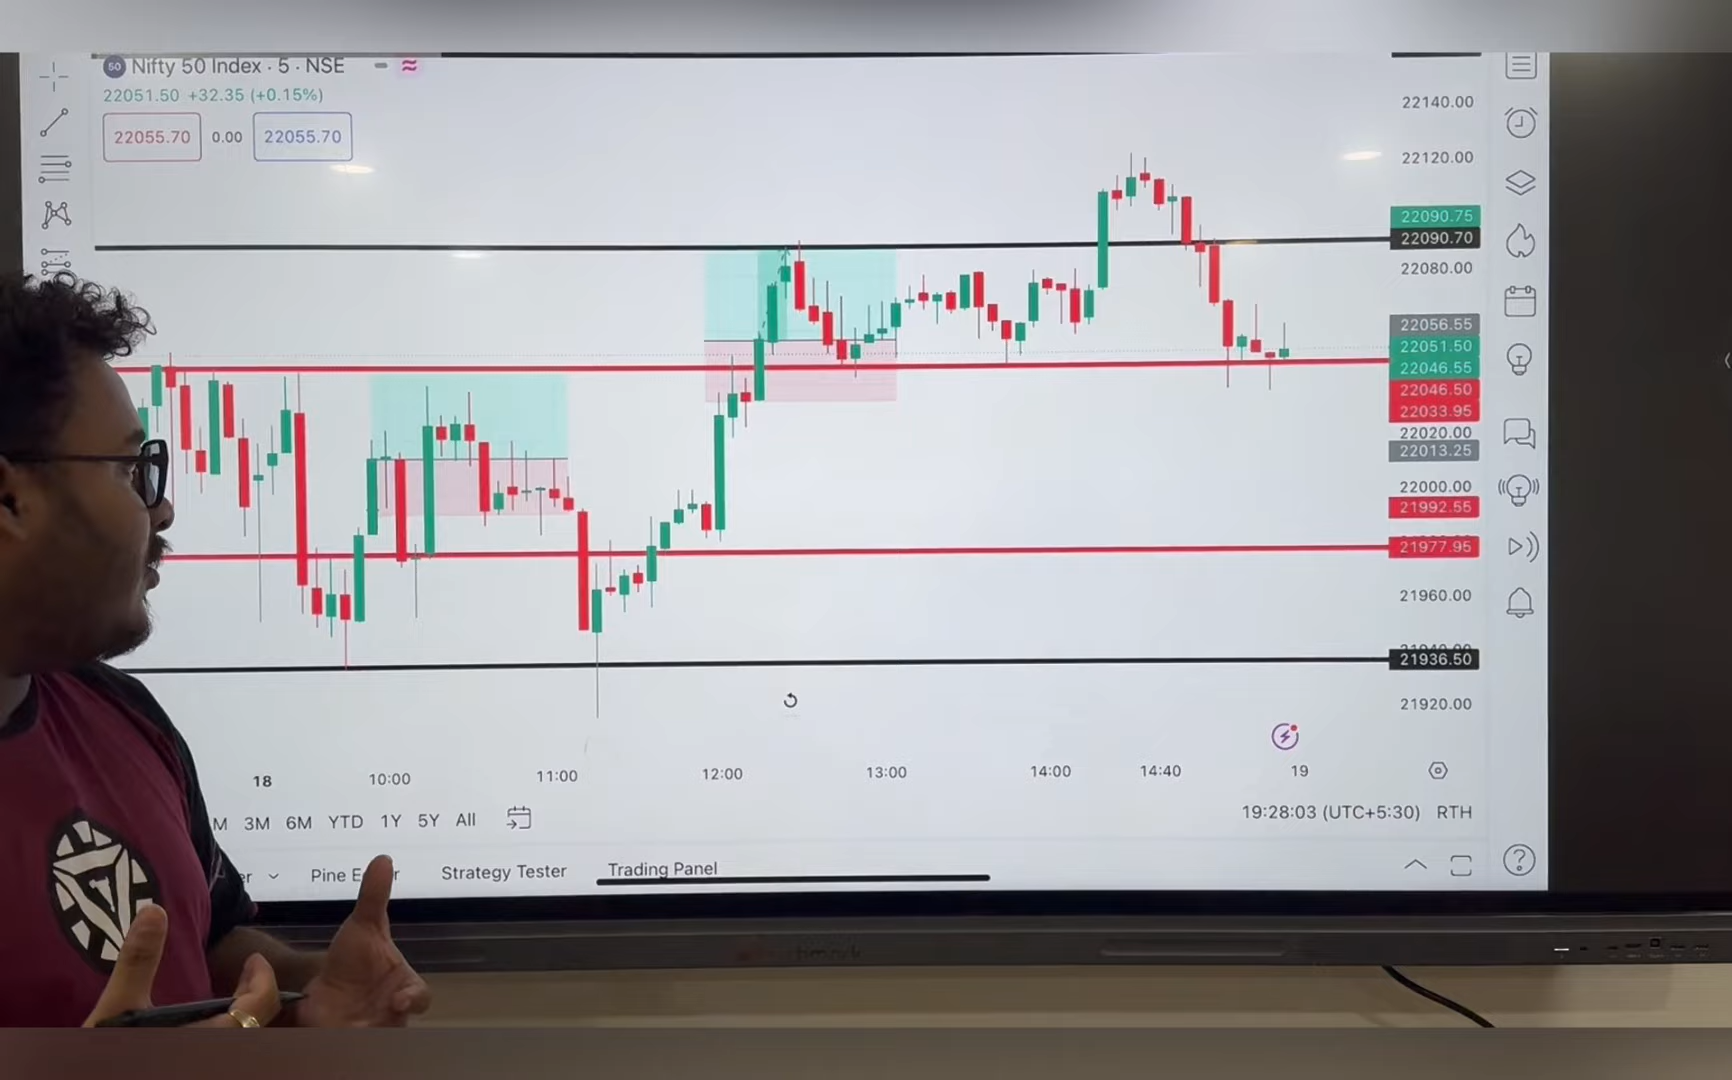 50 Nifty 50 Index · 5 · NSE
22051.50 +32.35 (+0.15%)
22055.70 0.00 22055.70
22140.00
22120.00
22090.75
22090.70
22080.00
22056.55
22051.50
22046.55
22046.50
22033.95
22020.00
22013.25
22000.00
21992.55
21977.95
21960.00
21936.50
21920.00
18 10:00 11:00 12:00 13:00 14:00 14:40 19
M 3M 6M YTD 1Y 5Y All
19:28:03 (UTC+5:30) RTH
Pine Strategy Tester Trading Panel